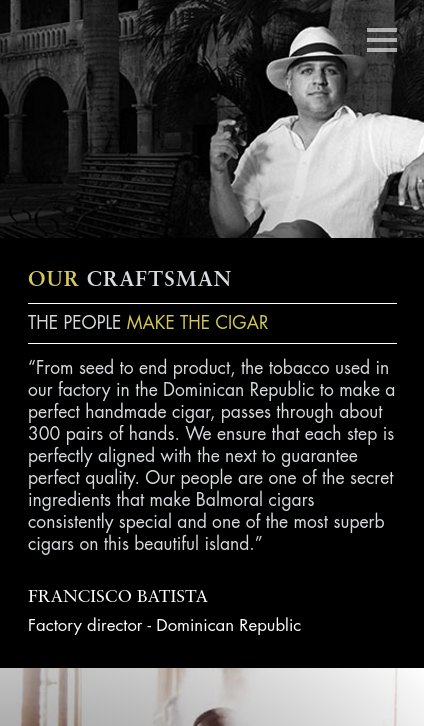 OUR CRAFTSMAN
THE PEOPLE MAKE THE CIGAR
“From seed to end product, the tobacco used in
our factory in the Dominican Republic to make a
perfect handmade cigar, passes through about
300 pairs of hands. We ensure that each step is
perfectly aligned with the next to guarantee
perfect quality. Our people are one of the secret
ingredients that make Balmoral cigars
consistently special and one of the most superb
cigars on this beautiful island.”
FRANCISCO BATISTA
Factory director - Dominican Republic